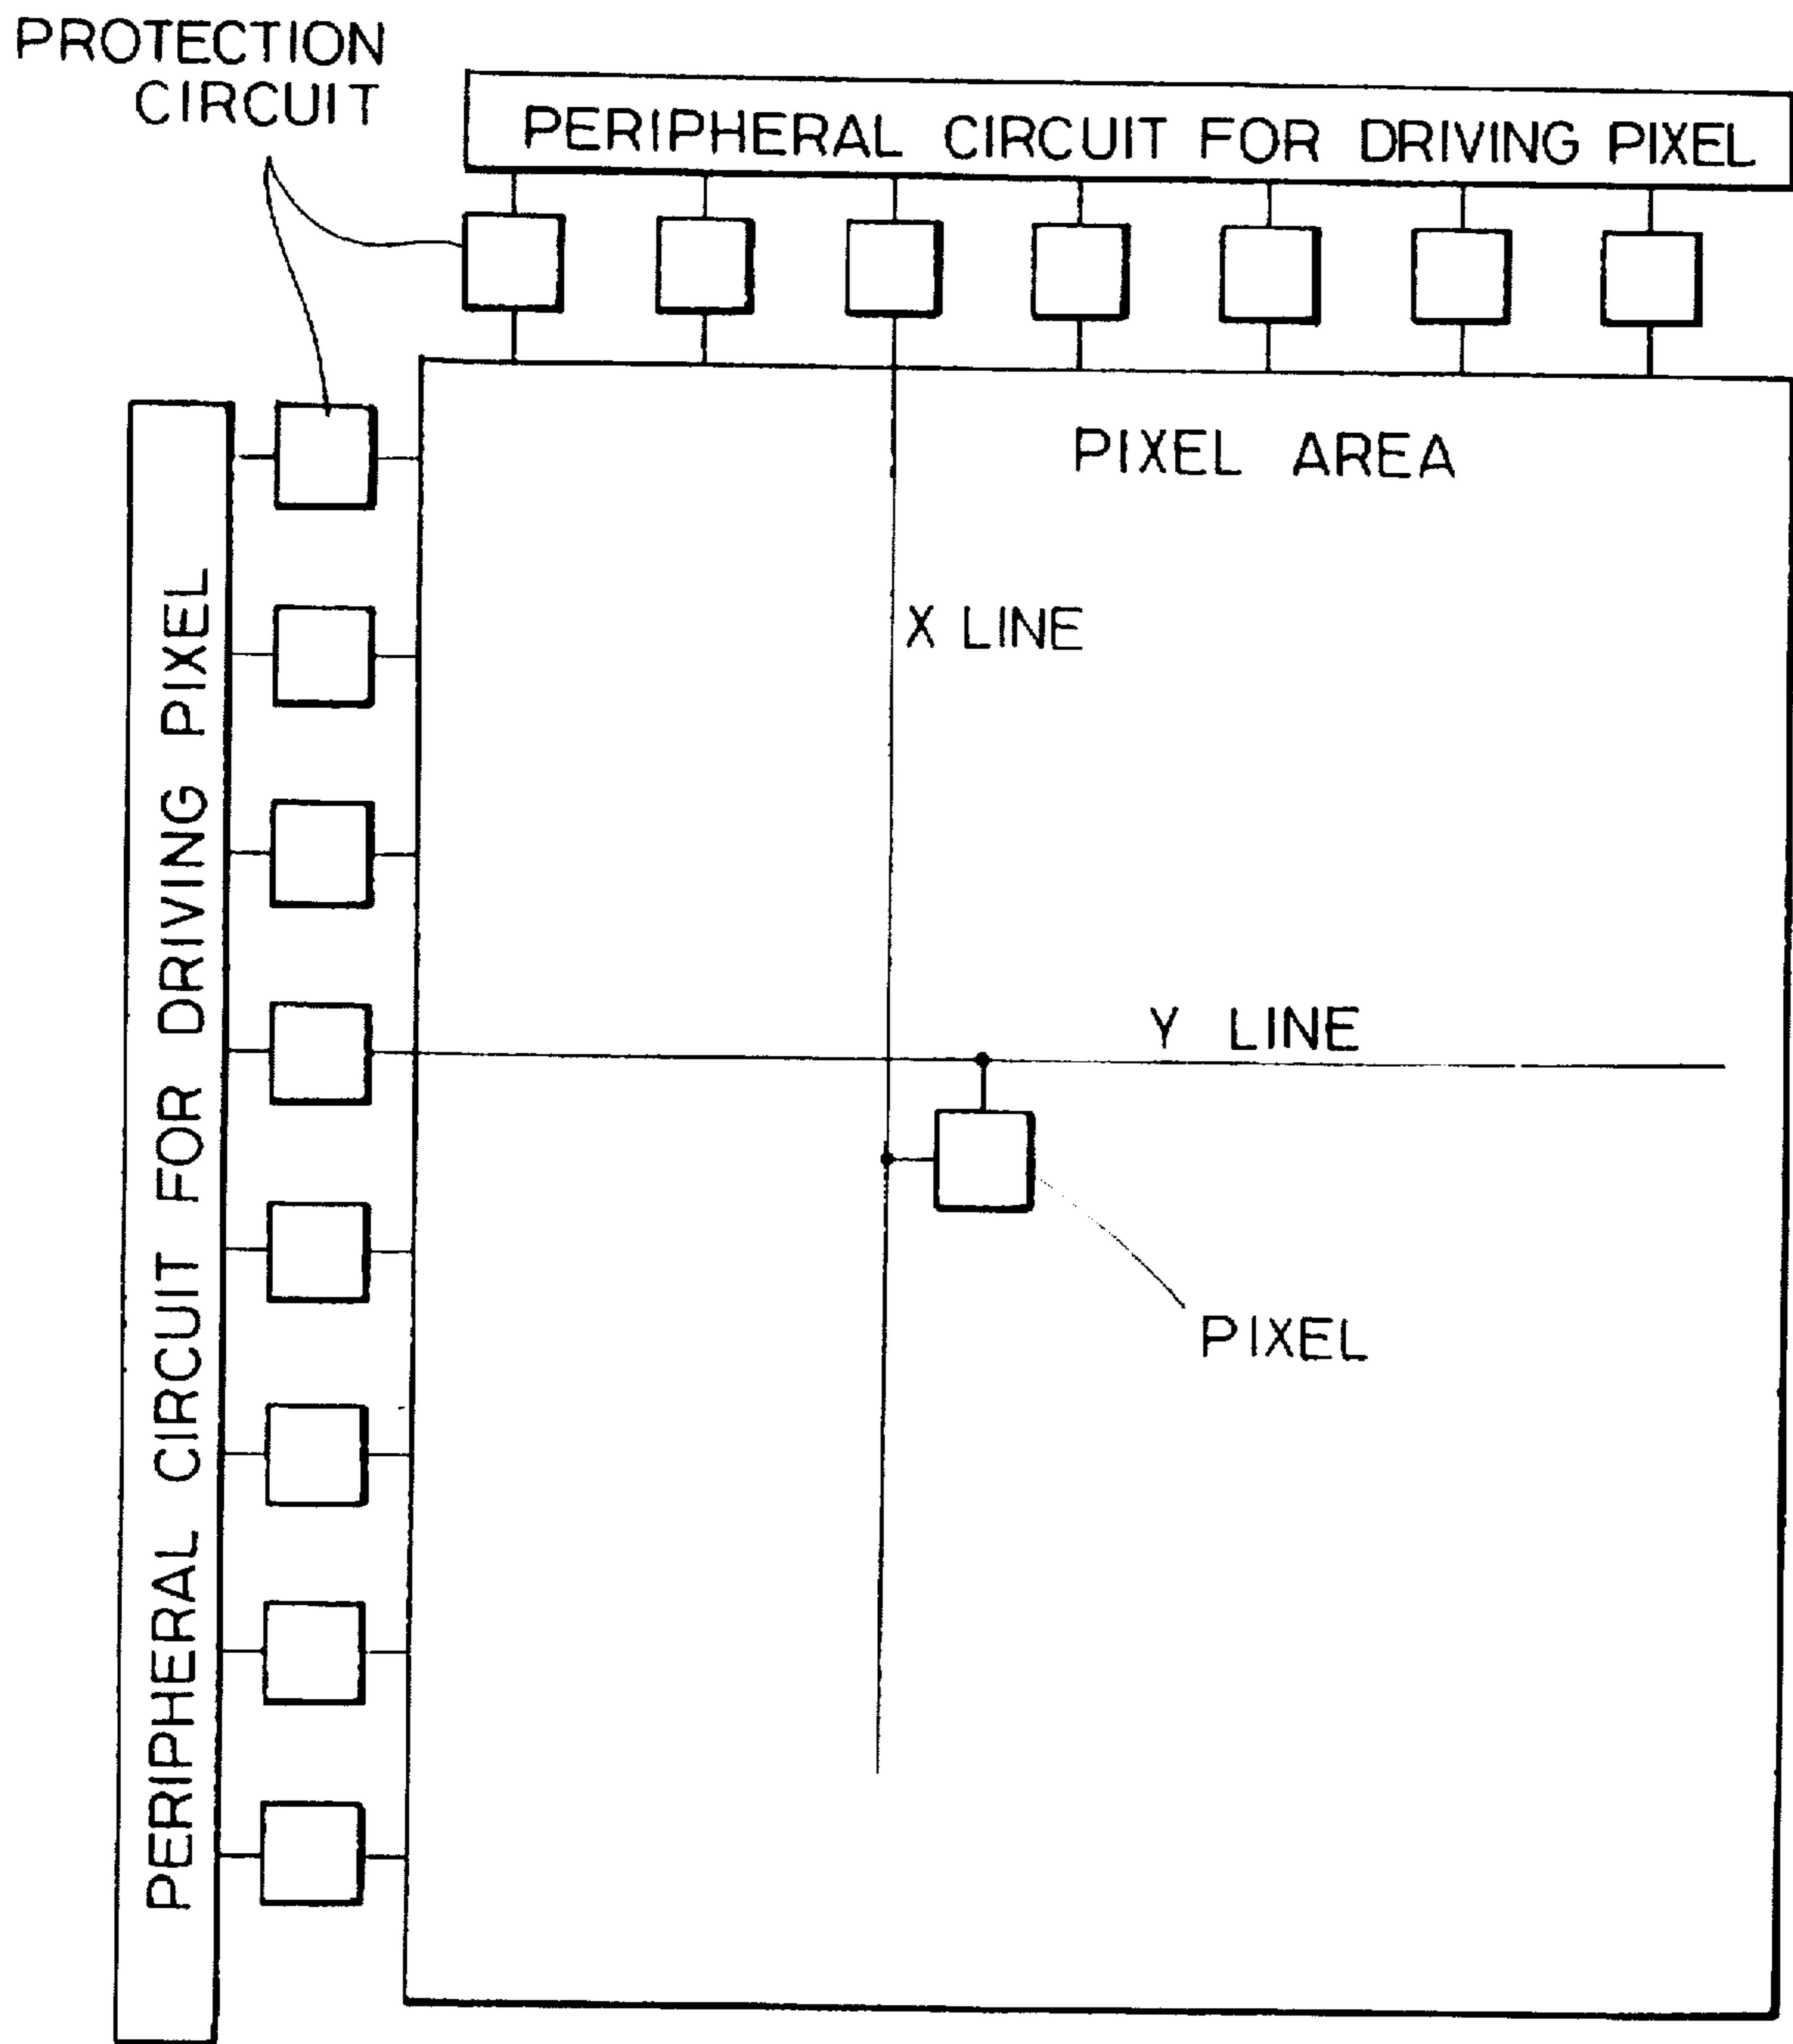 PROTECTION
CIRCUIT
PERIPHERAL CIRCUIT FOR DRIVING PIXEL
PIXEL AREA
X LINE
PERIPHERAL CIRCUIT FOR DRIVING PIXEL
Y LINE
PIXEL